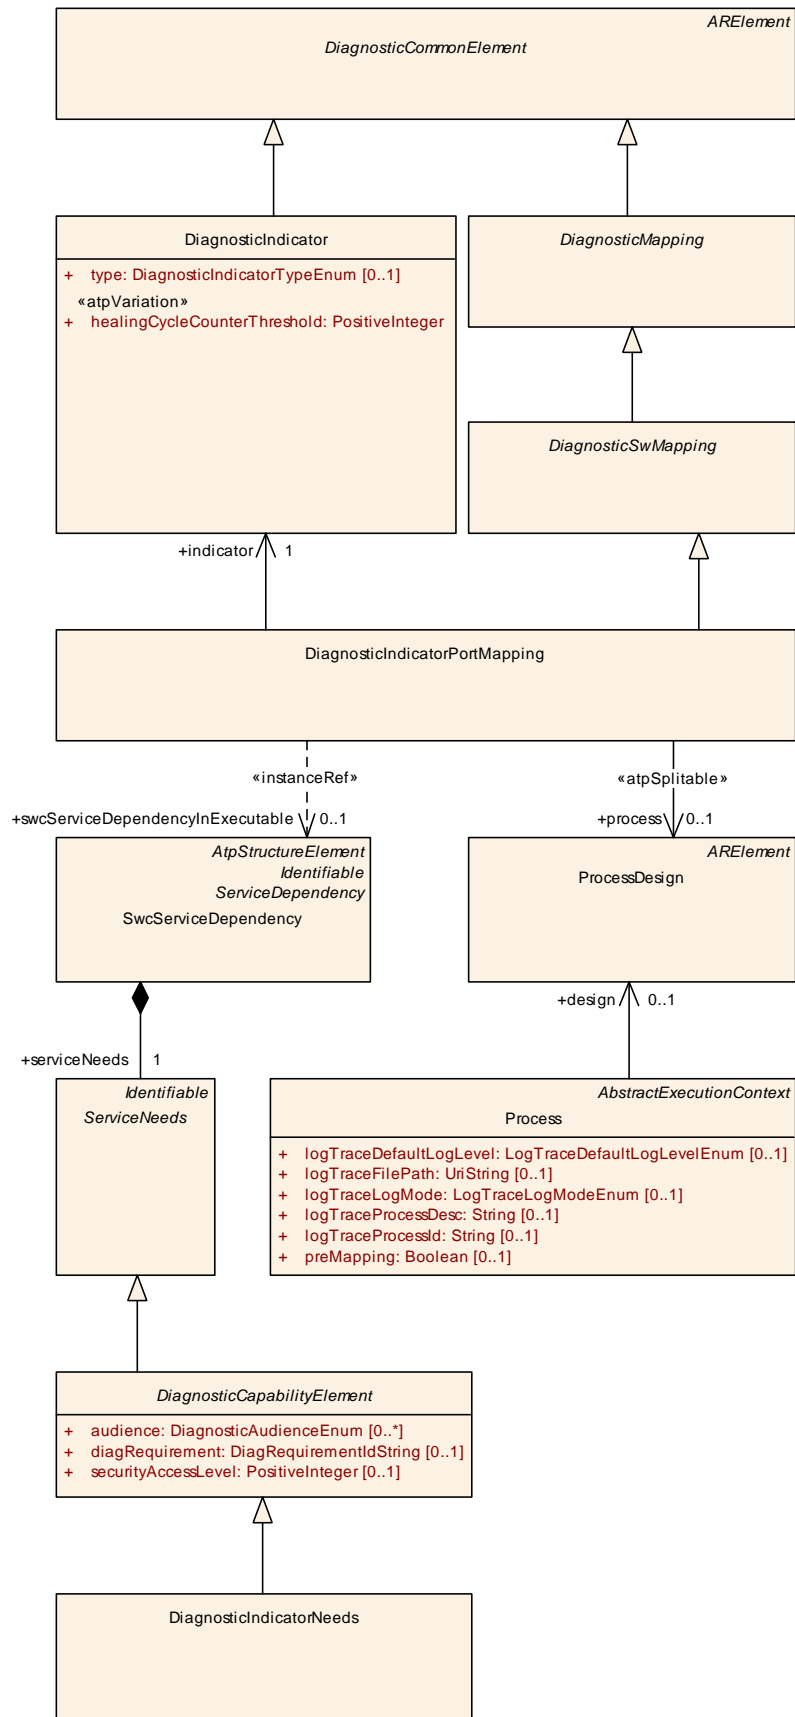 ARElement
DiagnosticCommonElement
DiagnosticIndicator
+ type: DiagnosticIndicatorTypeEnum [0..1]
«atpVariation»
+ healingCycleCounterThreshold: PositiveInteger
DiagnosticMapping
DiagnosticSwMapping
+indicator 1
DiagnosticIndicatorPortMapping
«instanceRef»
+swcServiceDependencyInExecutable 0..1
«atpSplitable»
+process 0..1
AtpStructureElement
Identifiable
ServiceDependency
SwcServiceDependency
ARElement
ProcessDesign
+serviceNeeds 1
+design 0..1
Identifiable
ServiceNeeds
AbstractExecutionContext
Process
+ logTraceDefaultLogLevel: LogTraceDefaultLogLevelEnum [0..1]
+ logTraceFilePath: UriString [0..1]
+ logTraceLogMode: LogTraceLogModeEnum [0..1]
+ logTraceProcessDesc: String [0..1]
+ logTraceProcessId: String [0..1]
+ preMapping: Boolean [0..1]
DiagnosticCapabilityElement
+ audience: DiagnosticAudienceEnum [0..*]
+ diagRequirement: DiagRequirementIdString [0..1]
+ securityAccessLevel: PositiveInteger [0..1]
DiagnosticIndicatorNeeds